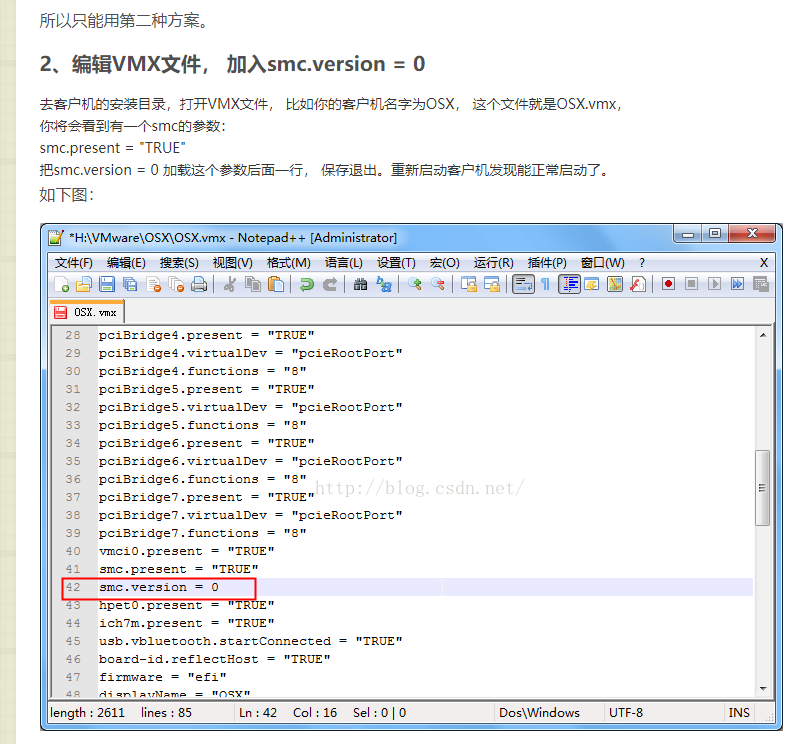 所以只能用第二种方案。
2、编辑VMX文件， 加入smc.version = 0
去客户机的安装目录，打开VMX文件， 比如你的客户机名字为OSX， 这个文件就是OSX.vmx，
你将会看到有一个smc的参数：
smc.present = "TRUE"
把smc.version = 0 加载这个参数后面一行， 保存退出。重新启动客户机发现能正常启动了。
如下图：
*H:\VMware\OSX\OSX.vmx - Notepad++ [Administrator]
文件(F) 编辑(E) 搜索(S) 视图(V) 格式(M) 语言(L) 设置(T) 宏(O) 运行(R) 插件(P) 窗口(W) ? X
OSX.vmx
28 pciBridge4.present = "TRUE"
29 pciBridge4.virtualDev = "pcieRootPort"
30 pciBridge4.functions = "8"
31 pciBridge5.present = "TRUE"
32 pciBridge5.virtualDev = "pcieRootPort"
33 pciBridge5.functions = "8"
34 pciBridge6.present = "TRUE"
35 pciBridge6.virtualDev = "pcieRootPort"
36 pciBridge6.functions = "8"
http://blog.csdn.net/
37 pciBridge7.present = "TRUE"
38 pciBridge7.virtualDev = "pcieRootPort"
39 pciBridge7.functions = "8"
40 vmci0.present = "TRUE"
41 smc.present = "TRUE"
42 smc.version = 0
43 hpet0.present = "TRUE"
44 ich7m.present = "TRUE"
45 usb.vbluetooth.startConnected = "TRUE"
46 board-id.reflectHost = "TRUE"
47 firmware = "efi"
48 displayName = "OSX"
length : 2611 lines : 85 Ln : 42 Col : 16 Sel : 0 | 0 Dos\Windows UTF-8 INS